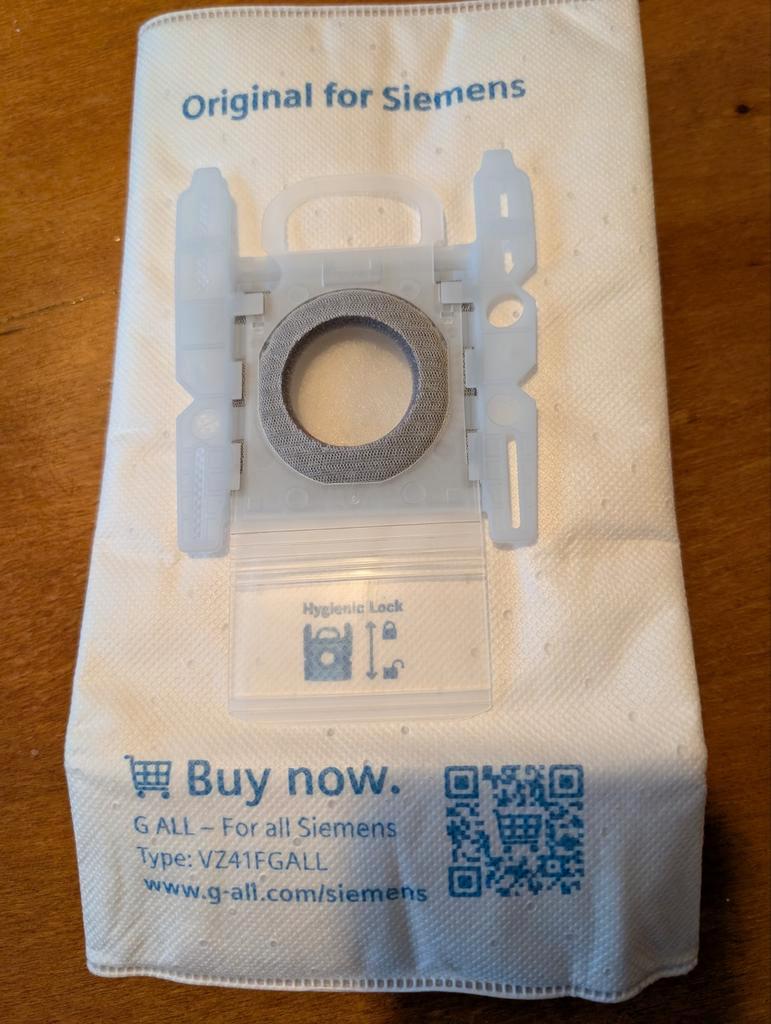 Original for Siemens
Hygienic Lock
Buy now.
G ALL – For all Siemens
Type: VZ41FGALL
www.g-all.com/siemens